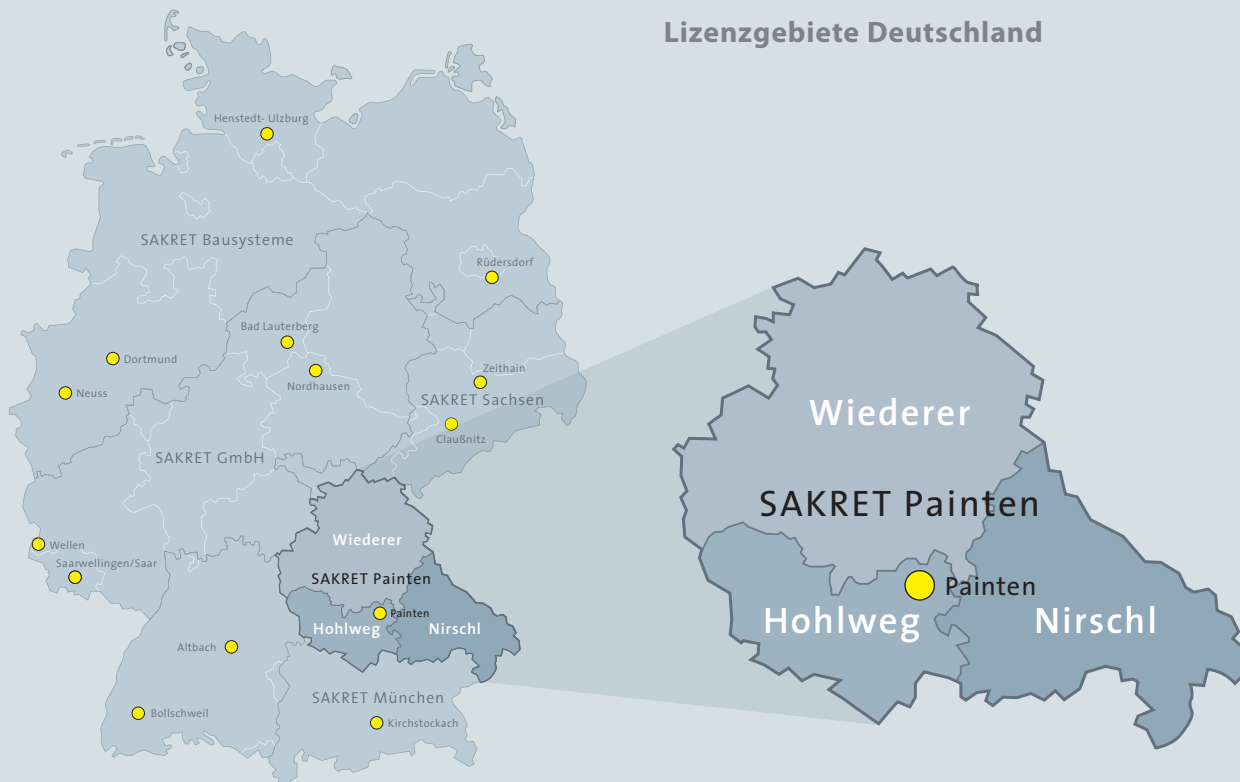 Lizenzgebiete Deutschland
Henstedt- Ulzburg
SAKRET Bausysteme
Rüdersdorf
Bad Lauterberg
Dortmund
Nordhausen
Zeithain
Neuss
SAKRET Sachsen
Claußnitz
SAKRET GmbH
Wellen
Saarwellingen/Saar
Wiederer
SAKRET Painten
Painten
Hohlweg
Nirschl
Altbach
SAKRET München
Bollschweil
Kirchstockach
Wiederer
SAKRET Painten
Painten
Hohlweg
Nirschl